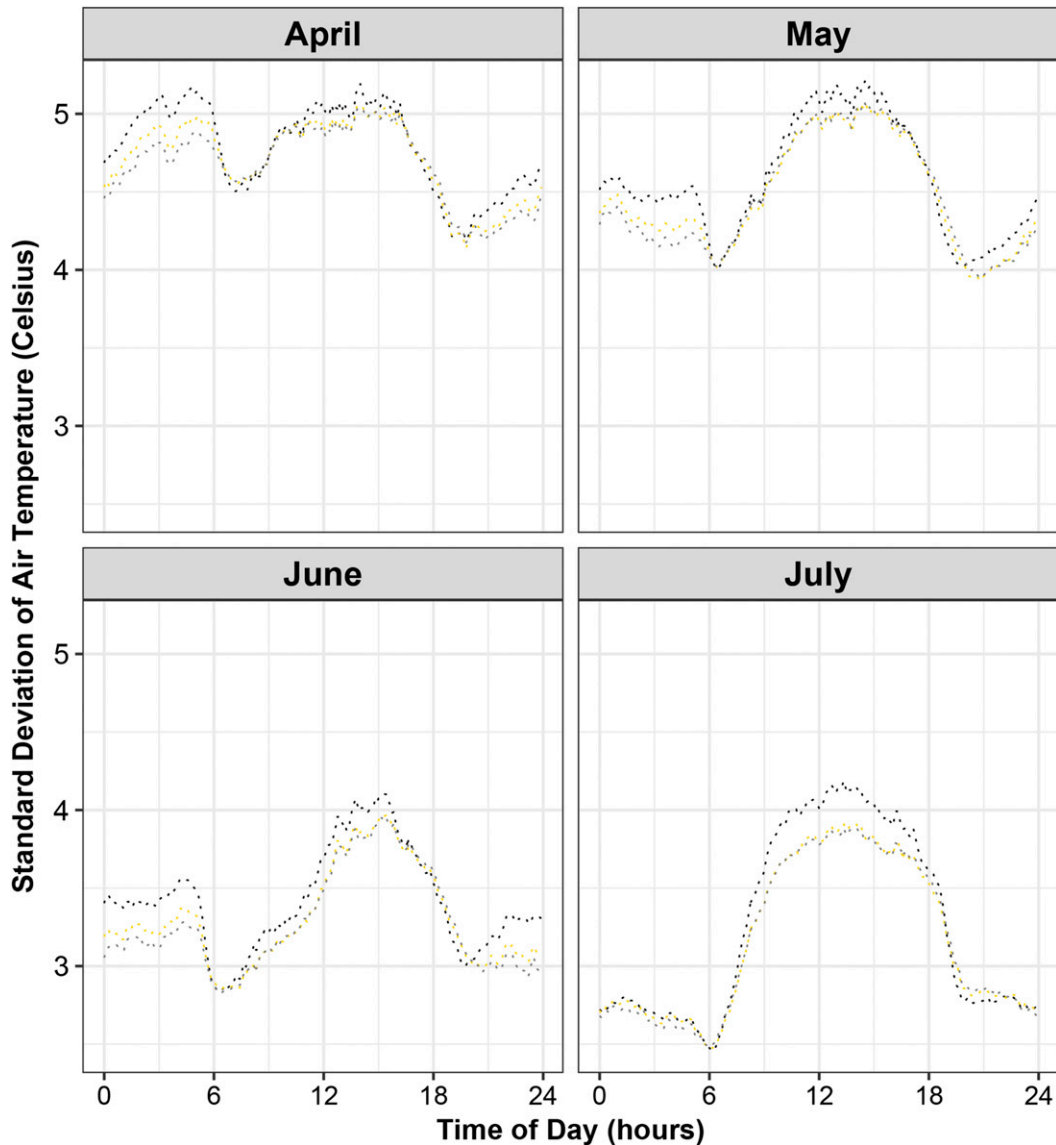 April
May
5
4
3
June
July
5
4
3
0
6
12
18
24
0
6
12
18
24
Standard Deviation of Air Temperature (Celsius)
Time of Day (hours)